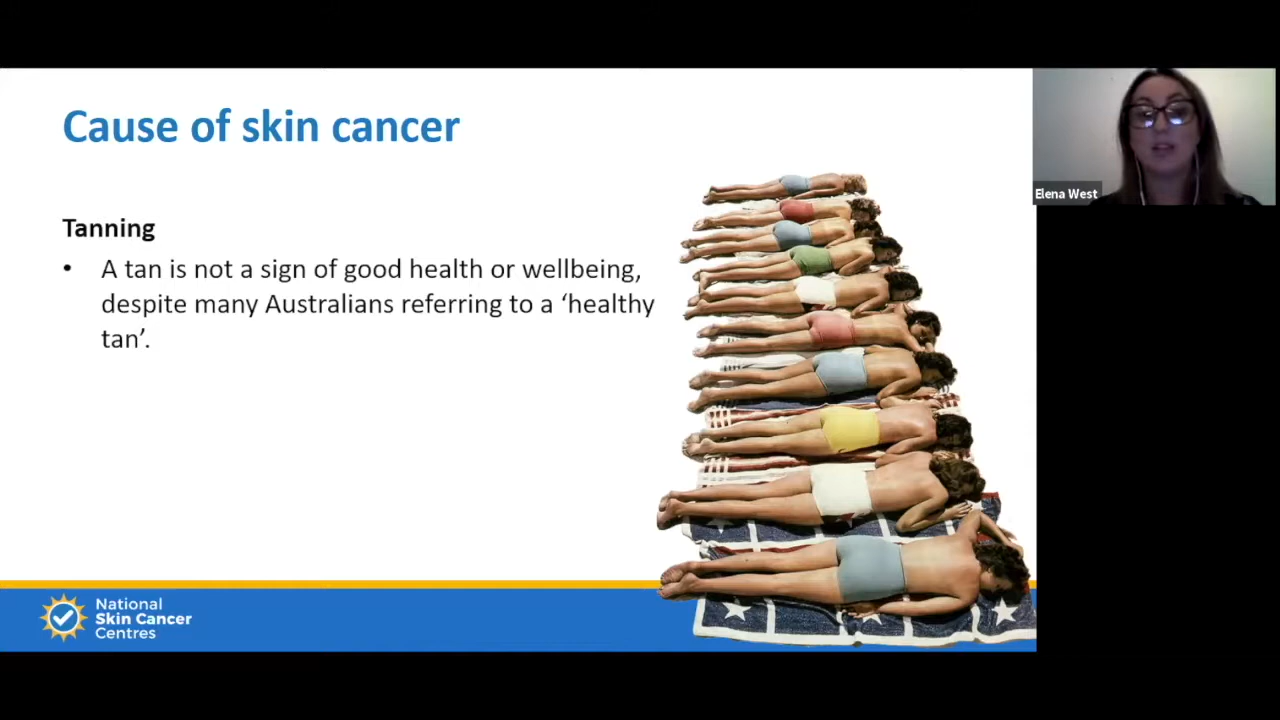 Cause of skin cancer
Elena West
Tanning
• A tan is not a sign of good health or wellbeing,
despite many Australians referring to a ‘healthy
tan’.
National
Skin Cancer
Centres